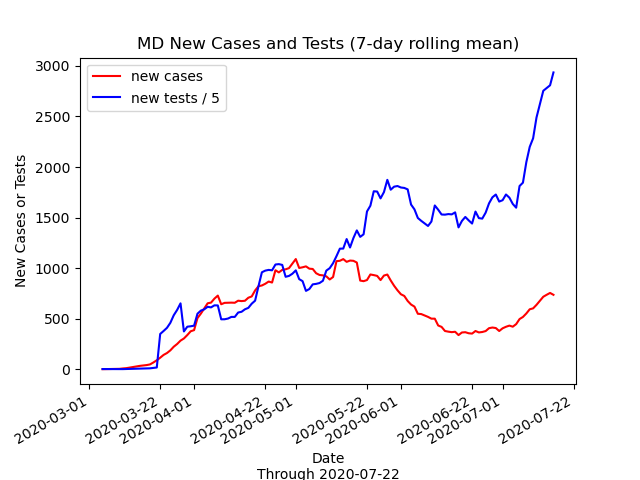 MD New Cases and Tests (7-day rolling mean)
new cases
new tests / 5
New Cases or Tests
3000
2500
2000
1500
1000
500
0
2020-03-01
2020-03-22
2020-04-01
2020-04-22
2020-05-01
2020-05-22
2020-06-01
2020-06-22
2020-07-01
2020-07-22
Date
Through 2020-07-22